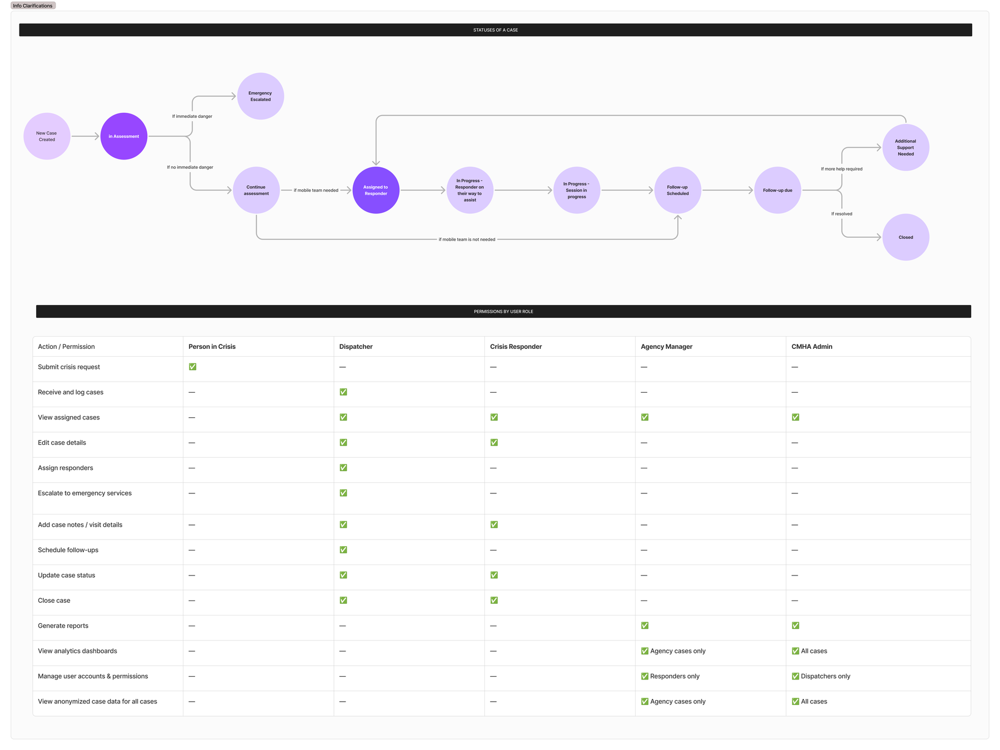 Info Clarifications
STATUSES OF A CASE
New Case
Created
in Assessment
If immediate danger
Emergency
Escalated
If no immediate danger
Continue
assessment
if mobile team needed
if mobile team is not needed
Assigned to
Responder
In Progress -
Responder on
their way to
assist
In Progress -
Session in
progress
Follow-up
Scheduled
Follow-up due
If more help required
Additional
Support
Needed
If resolved
Closed
PERMISSIONS BY USER ROLE
Action / Permission Person in Crisis Dispatcher Crisis Responder Agency Manager CMHA Admin
Submit crisis request ✅ — — — —
Receive and log cases — ✅ — — —
View assigned cases — ✅ ✅ ✅ ✅
Edit case details — ✅ ✅ — —
Assign responders — ✅ — — —
Escalate to emergency services — ✅ — — —
Add case notes / visit details — ✅ ✅ — —
Schedule follow-ups — ✅ — — —
Update case status — ✅ ✅ — —
Close case — ✅ ✅ — —
Generate reports — — — ✅ ✅
View analytics dashboards — — — ✅ Agency cases only ✅ All cases
Manage user accounts & permissions — — — ✅ Responders only ✅ Dispatchers only
View anonymized case data for all cases — — — ✅ Agency cases only ✅ All cases